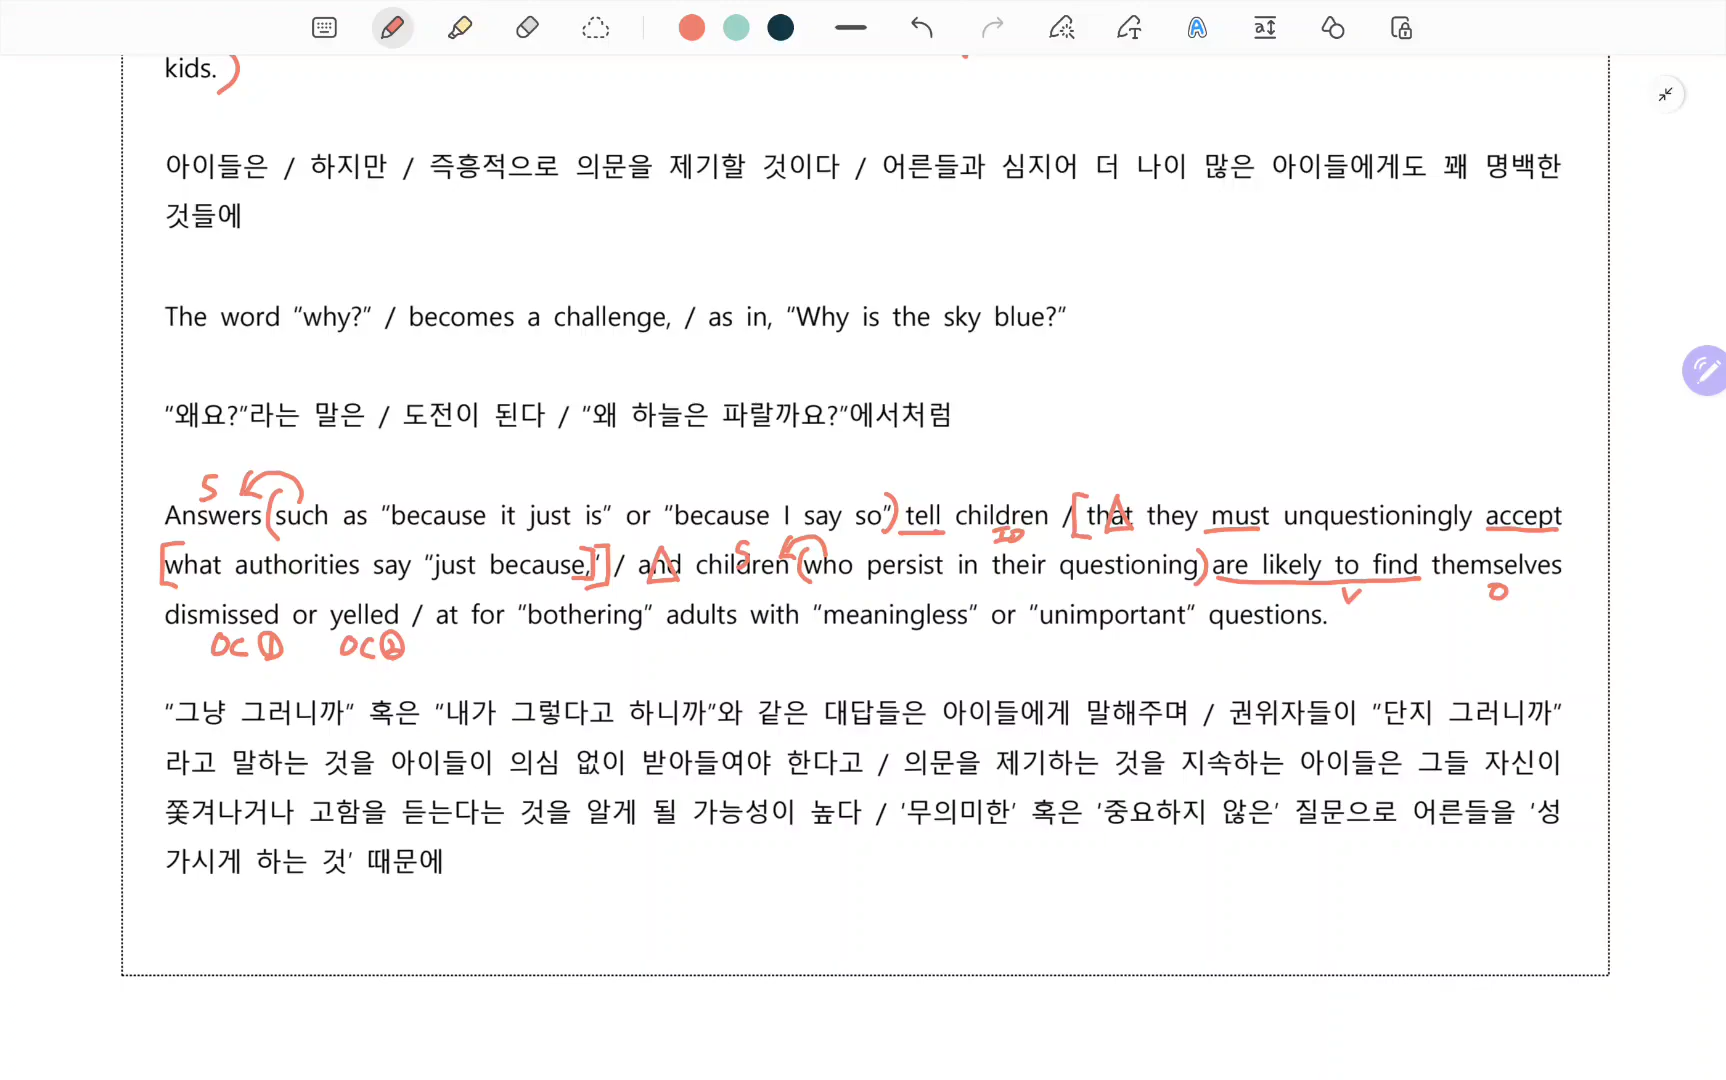 kids. )
아이들은 / 하지만 / 즉흥적으로 의문을 제기할 것이다 / 어른들과 심지어 더 나이 많은 아이들에게도 꽤 명백한
것들에
The word “why?” / becomes a challenge, / as in, “Why is the sky blue?”
“왜요?”라는 말은 / 도전이 된다 / “왜 하늘은 파랄까요?”에서처럼
S
Answers (such as “because it just is” or “because I say so”) tell children / [that they must unquestioningly accept
IO
S
[what authorities say “just because,”]] / and children (who persist in their questioning) are likely to find themselves
V O
dismissed or yelled / at for “bothering” adults with “meaningless” or “unimportant” questions.
OC① OC②
“그냥 그러니까” 혹은 “내가 그렇다고 하니까”와 같은 대답들은 아이들에게 말해주며 / 권위자들이 “단지 그러니까”
라고 말하는 것을 아이들이 의심 없이 받아들여야 한다고 / 의문을 제기하는 것을 지속하는 아이들은 그들 자신이
쫓겨나거나 고함을 듣는다는 것을 알게 될 가능성이 높다 / ‘무의미한’ 혹은 ‘중요하지 않은’ 질문으로 어른들을 ‘성
가시게 하는 것’ 때문에